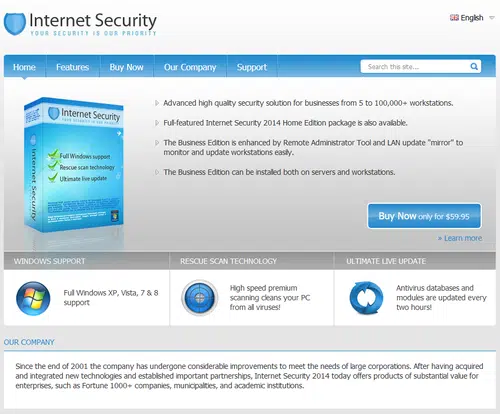 Internet Security
YOUR SECURITY IS OUR PRIORITY
English
Home
Features
Buy Now
Our Company
Support
Search this site...
Internet Security
Full Windows support
Rescue scan technology
Ultimate live update
Internet Security
Advanced high quality security solution for businesses from 5 to 100,000+ workstations.
Full-featured Internet Security 2014 Home Edition package is also available.
The Business Edition is enhanced by Remote Administrator Tool and LAN update "mirror" to
monitor and update workstations easily.
The Business Edition can be installed both on servers and workstations.
Buy Now only for $59.95
» Learn more
WINDOWS SUPPORT
Full Windows XP, Vista, 7 & 8
support
RESCUE SCAN TECHNOLOGY
High speed premium
scanning cleans your PC
from all viruses!
ULTIMATE LIVE UPDATE
Antivirus databases and
modules are updated every
two hours!
OUR COMPANY
Since the end of 2001 the company has undergone considerable improvements to meet the needs of large corporations. After having acquired
and integrated new technologies and established important partnerships, Internet Security 2014 today offers products of substantial value for
enterprises, such as Fortune 1000+ companies, municipalities, and academic institutions.